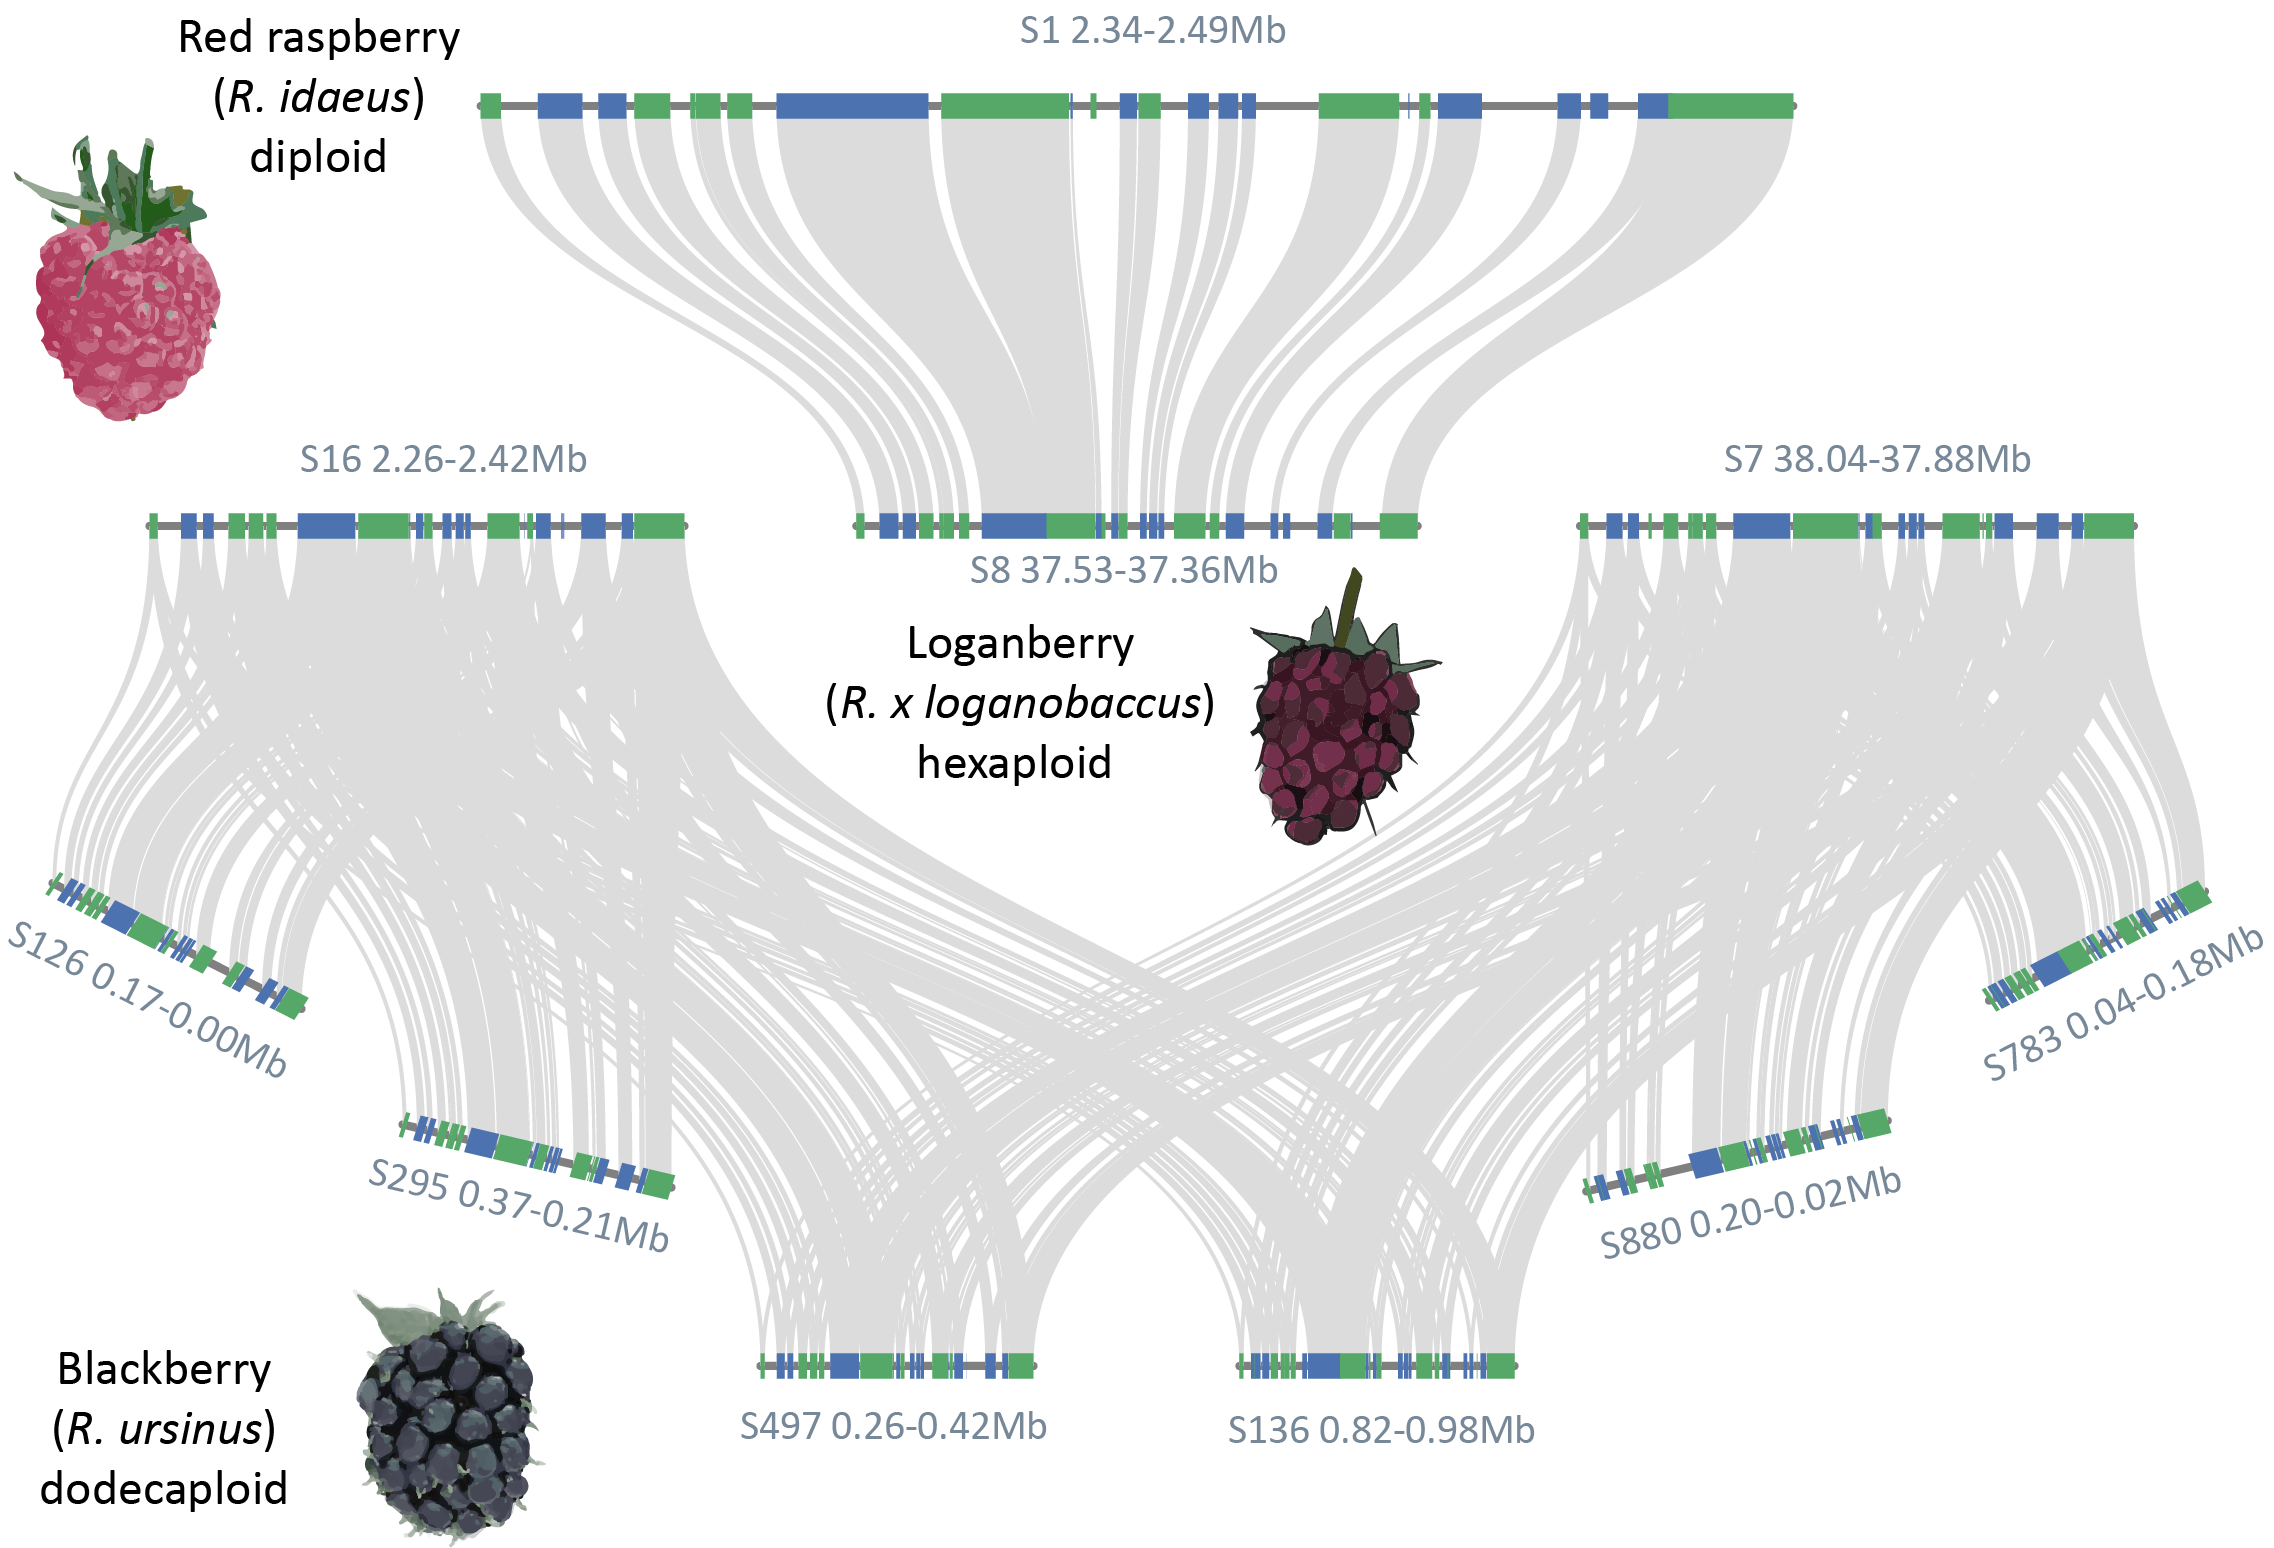 Red raspberry
(R. idaeus)
diploid
S1 2.34-2.49Mb
S16 2.26-2.42Mb
S7 38.04-37.88Mb
S8 37.53-37.36Mb
Loganberry
(R. x loganobaccus)
hexaploid
S126 0.17-0.00Mb
S783 0.04-0.18Mb
S295 0.37-0.21Mb
S880 0.20-0.02Mb
Blackberry
(R. ursinus)
dodecaploid
S497 0.26-0.42Mb
S136 0.82-0.98Mb